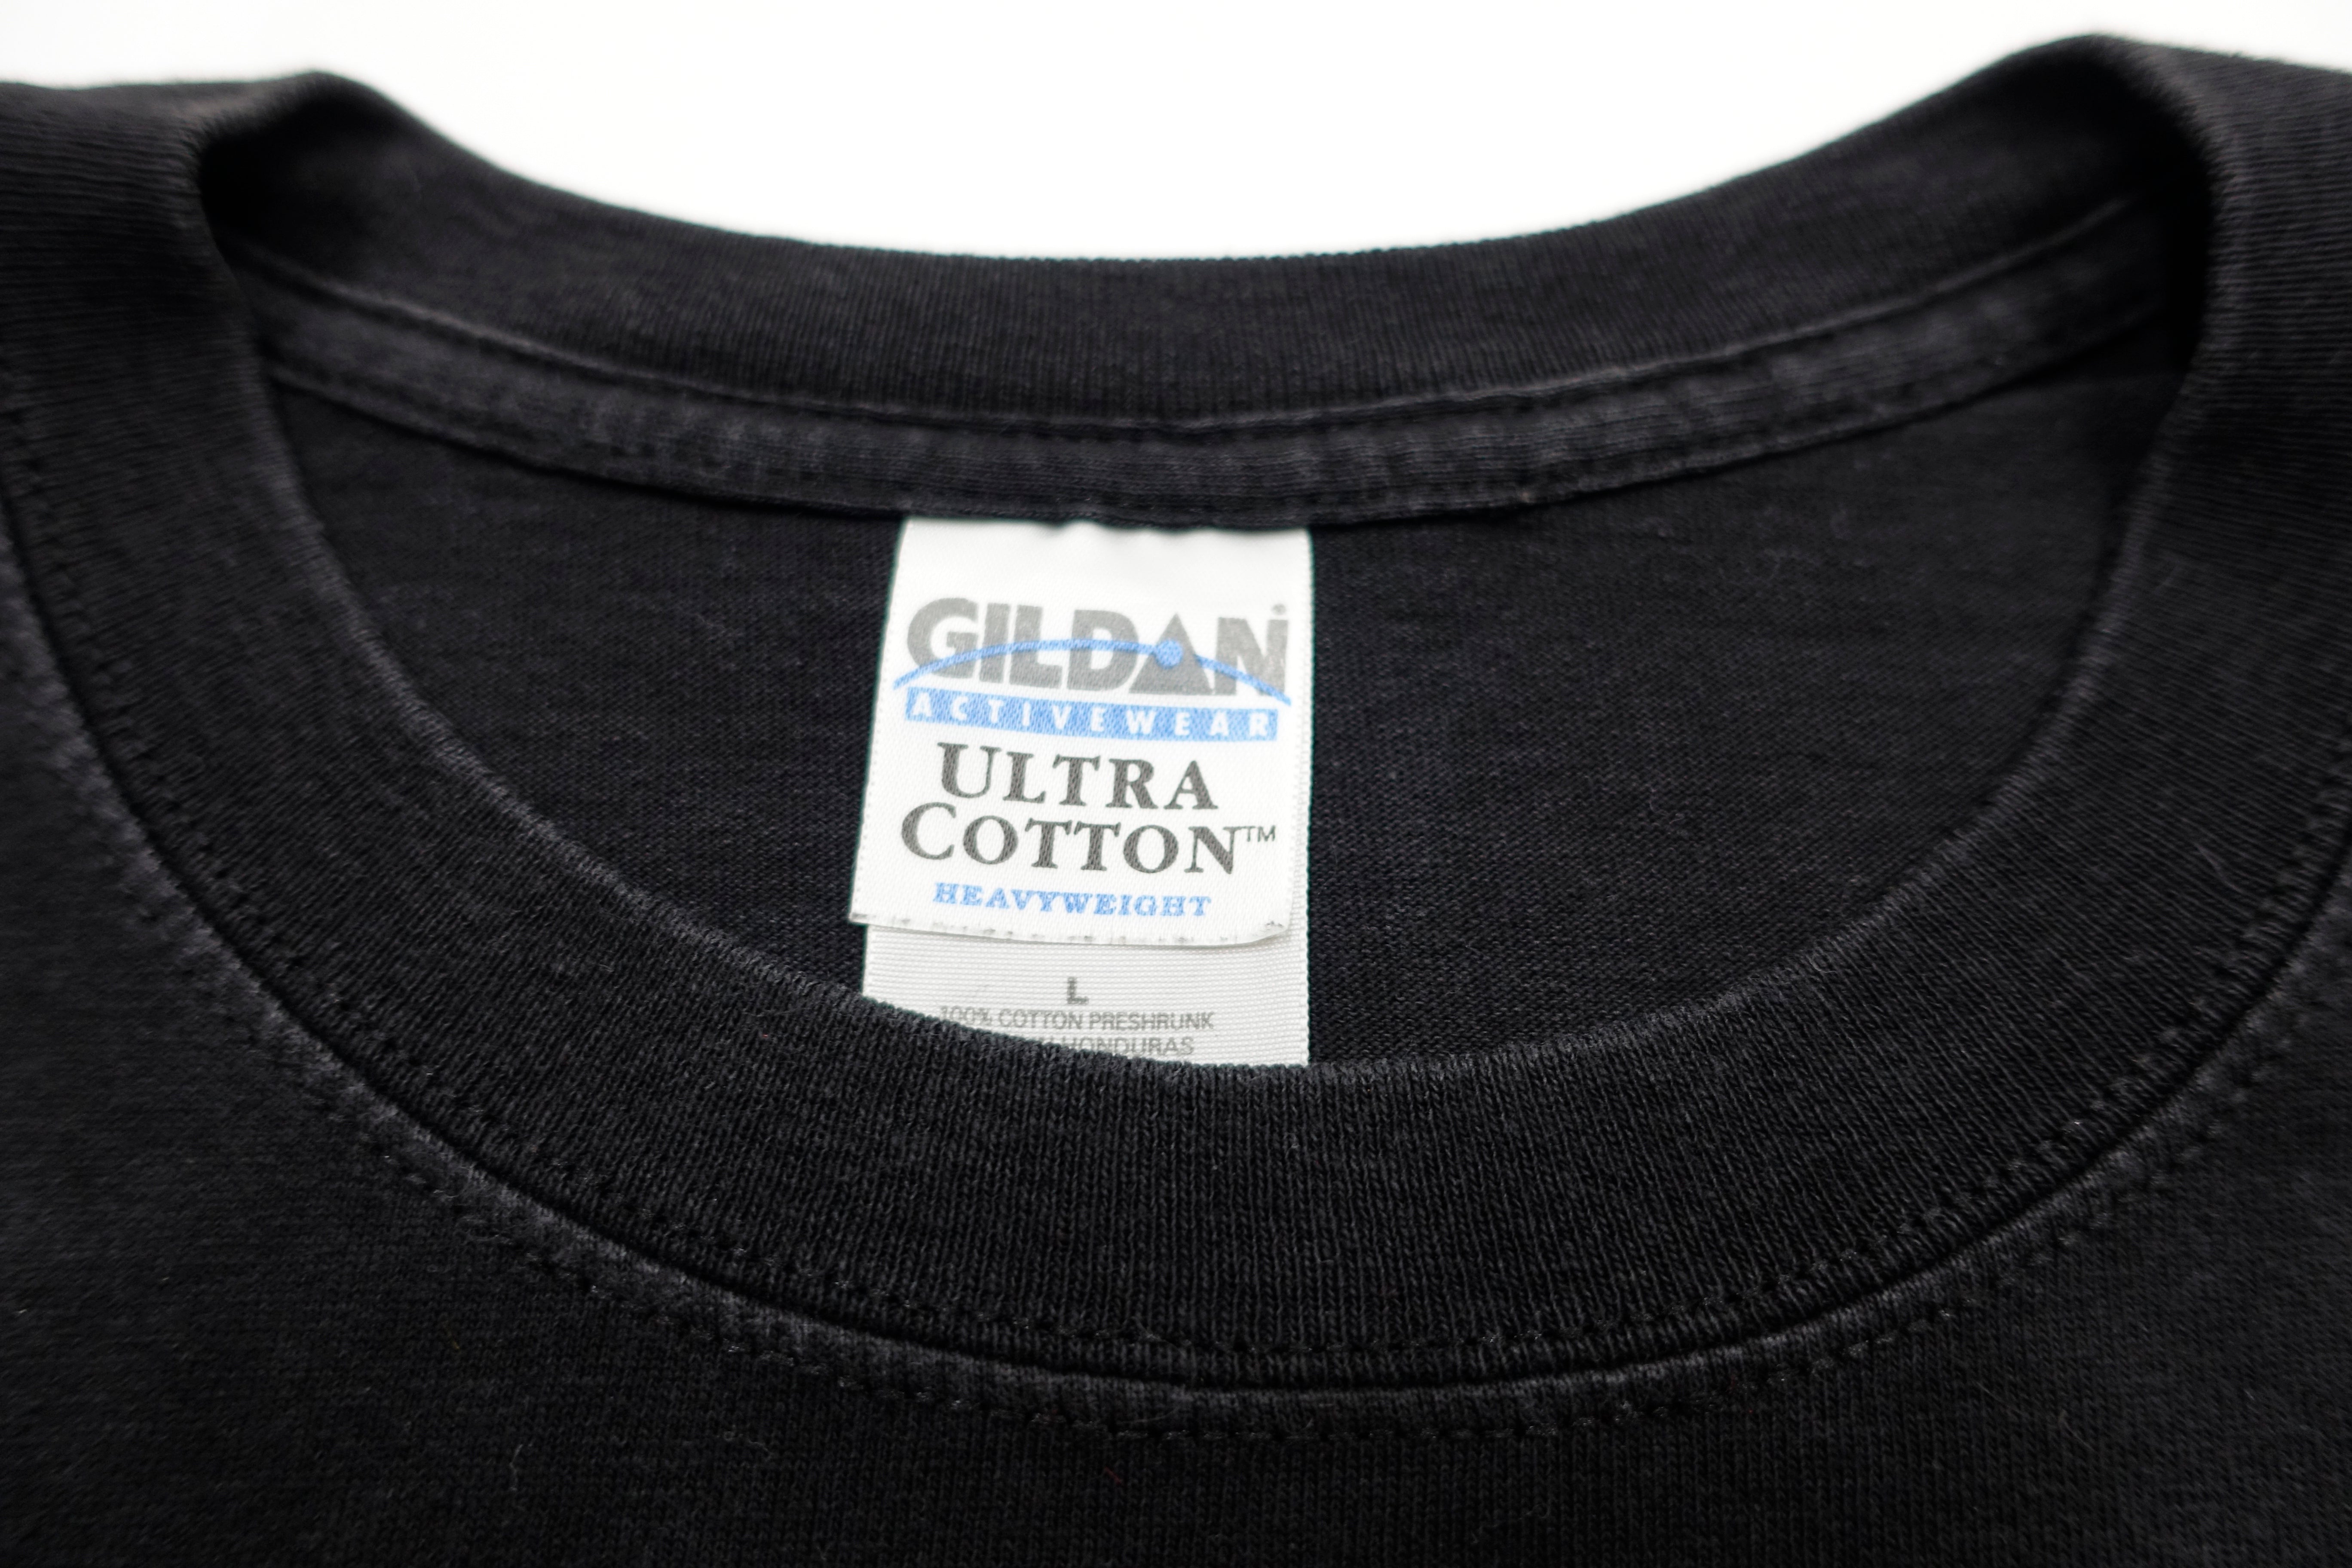 GILDAN
ACTIVEWEAR
ULTRA
COTTON™
HEAVYWEIGHT
L
100% COTTON PRESHRUNK
HONDURAS